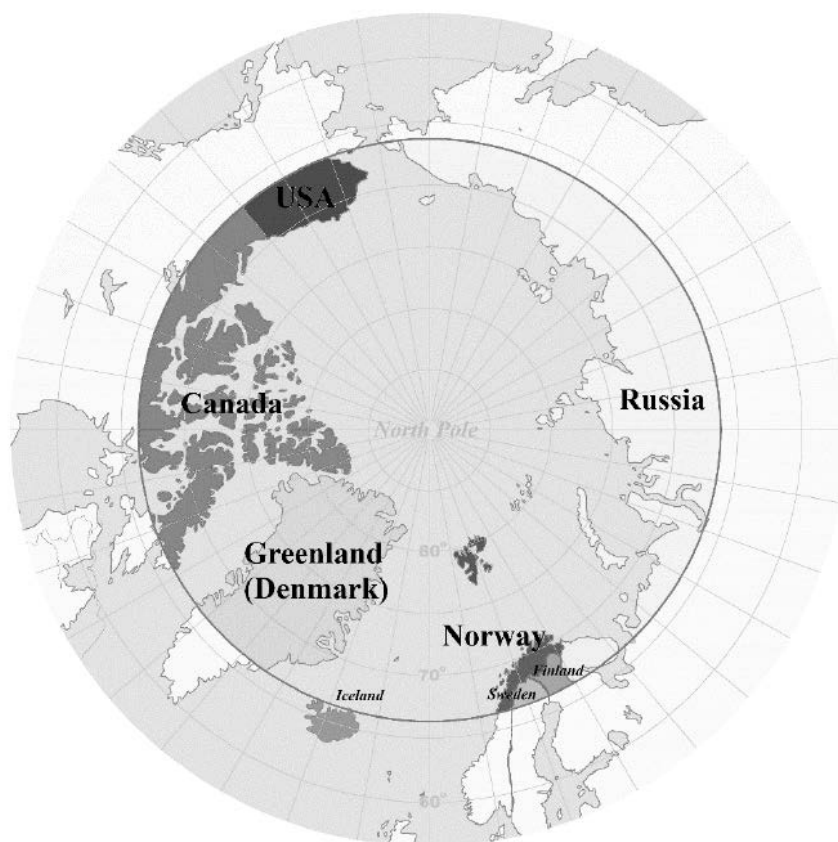 USA
Canada
Russia
North Pole
Greenland
(Denmark)
80°
Norway
Finland
70°
Sweden
Iceland
60°